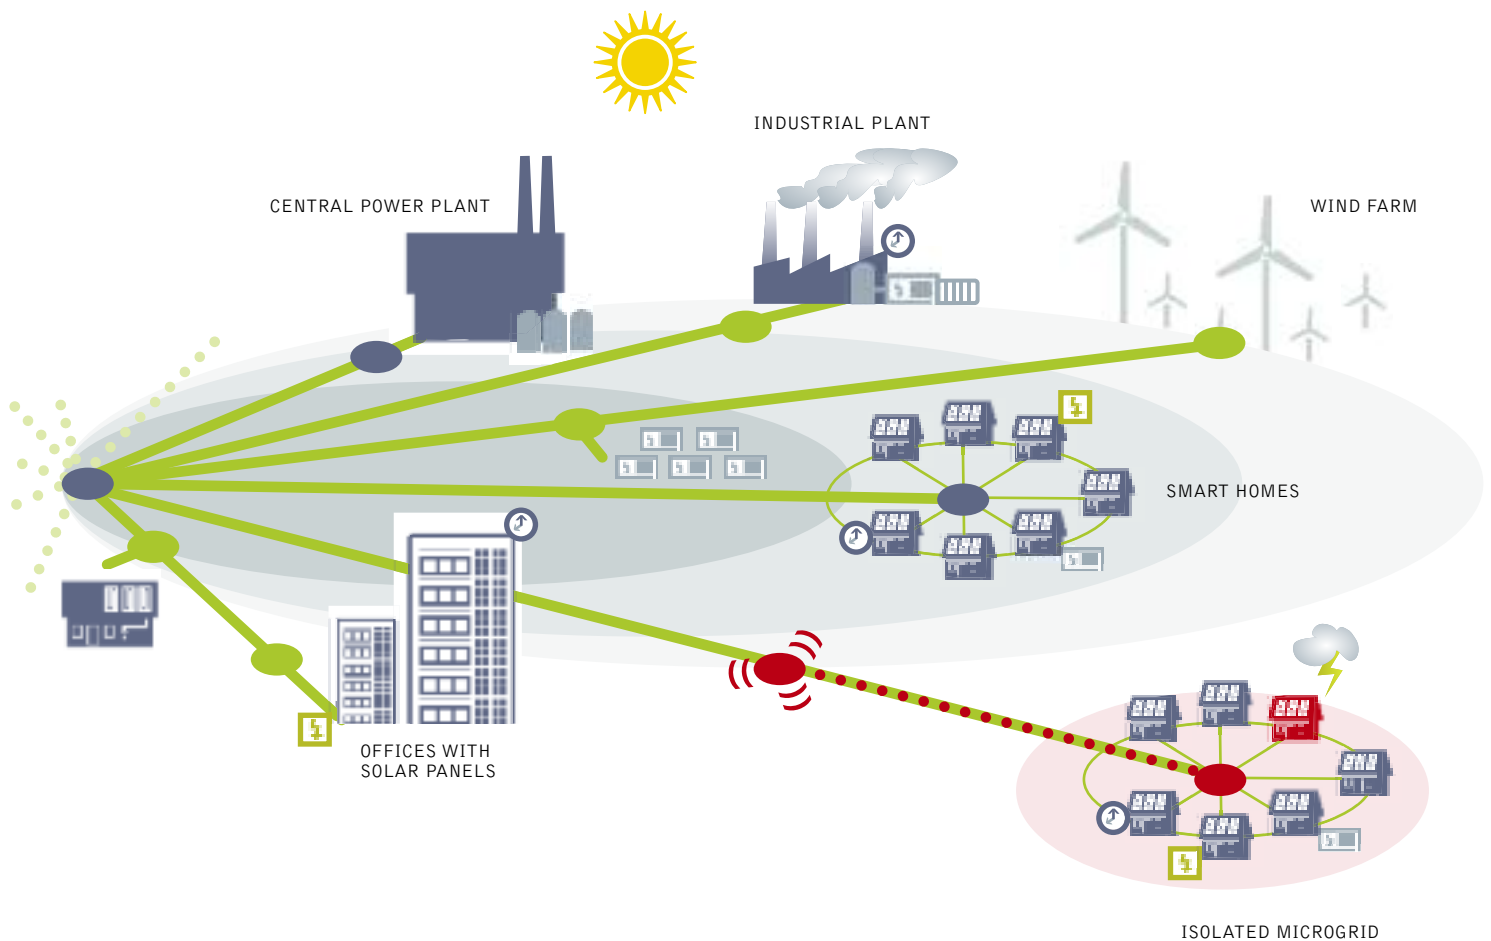 INDUSTRIAL PLANT
CENTRAL POWER PLANT
WIND FARM
SMART HOMES
OFFICES WITH
SOLAR PANELS
ISOLATED MICROGRID